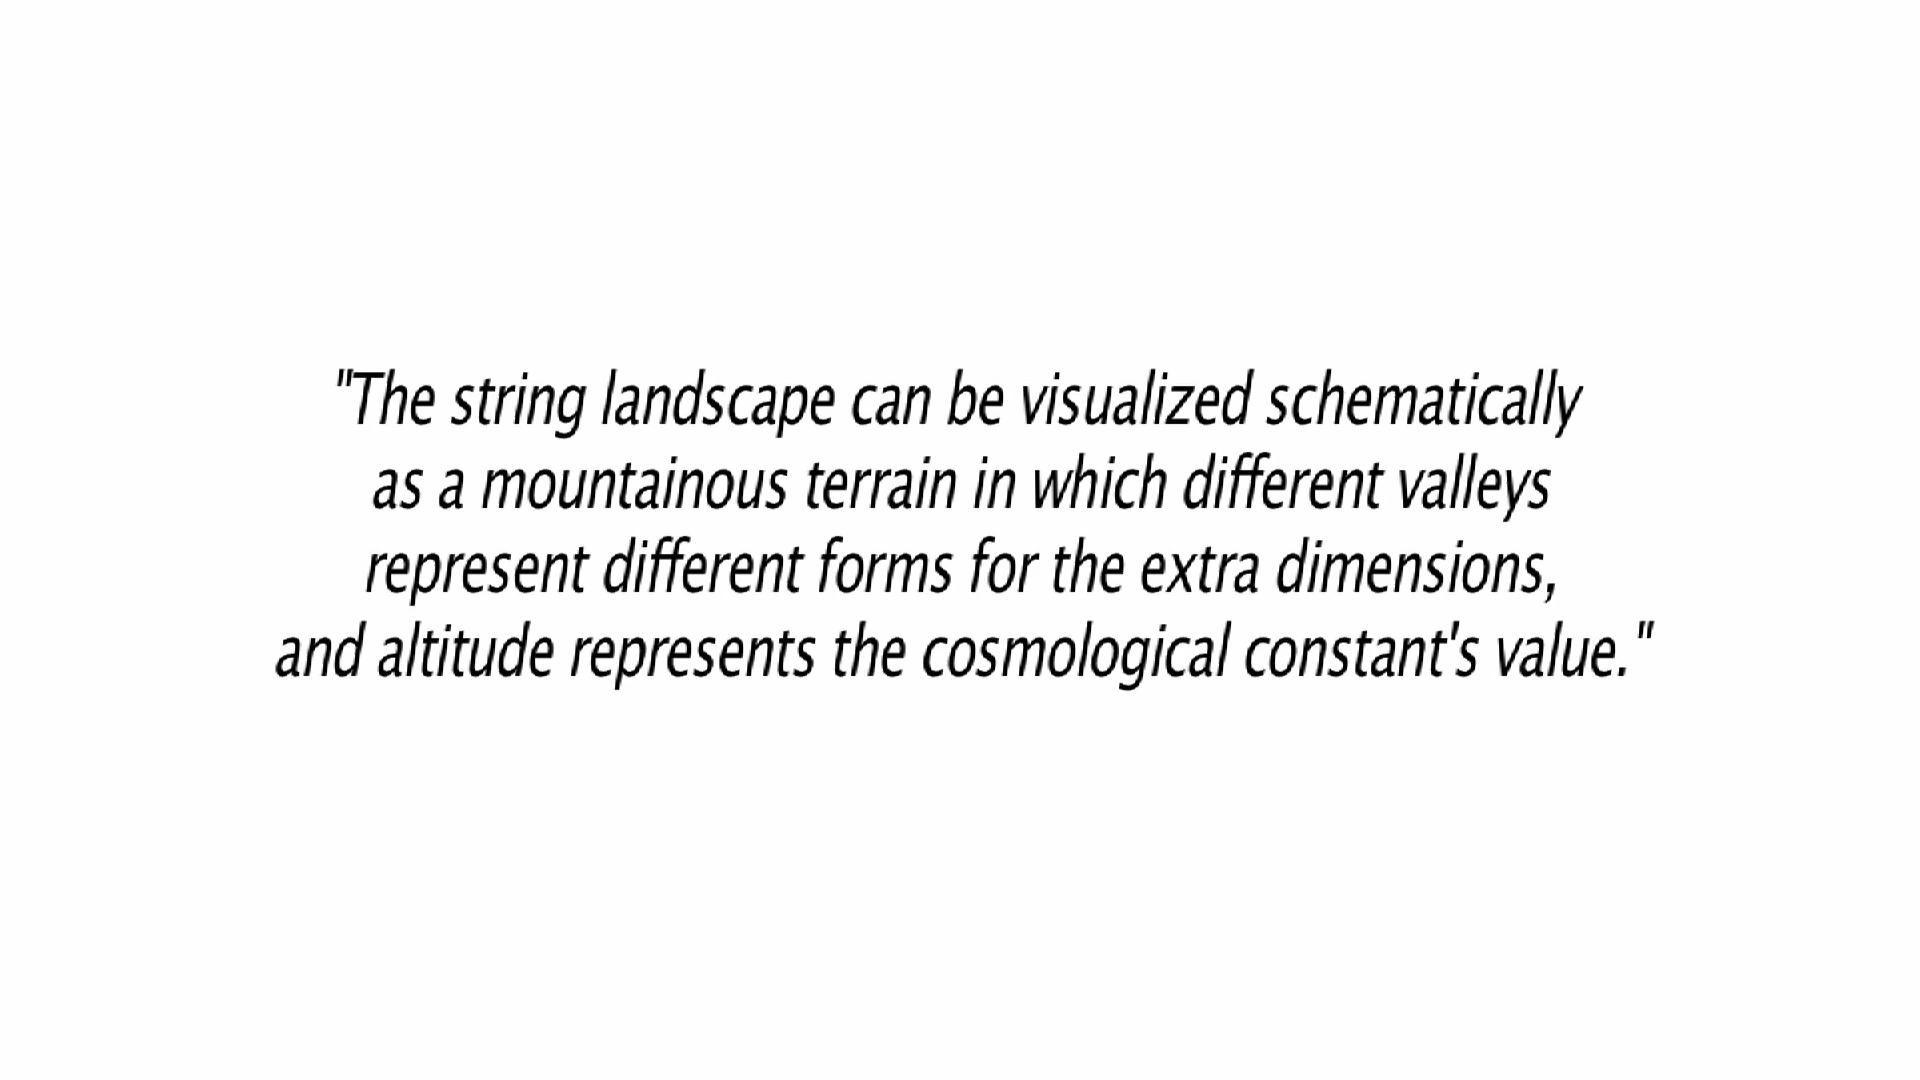 "The string landscape can be visualized schematically
as a mountainous terrain in which different valleys
represent different forms for the extra dimensions,
and altitude represents the cosmological constant's value."